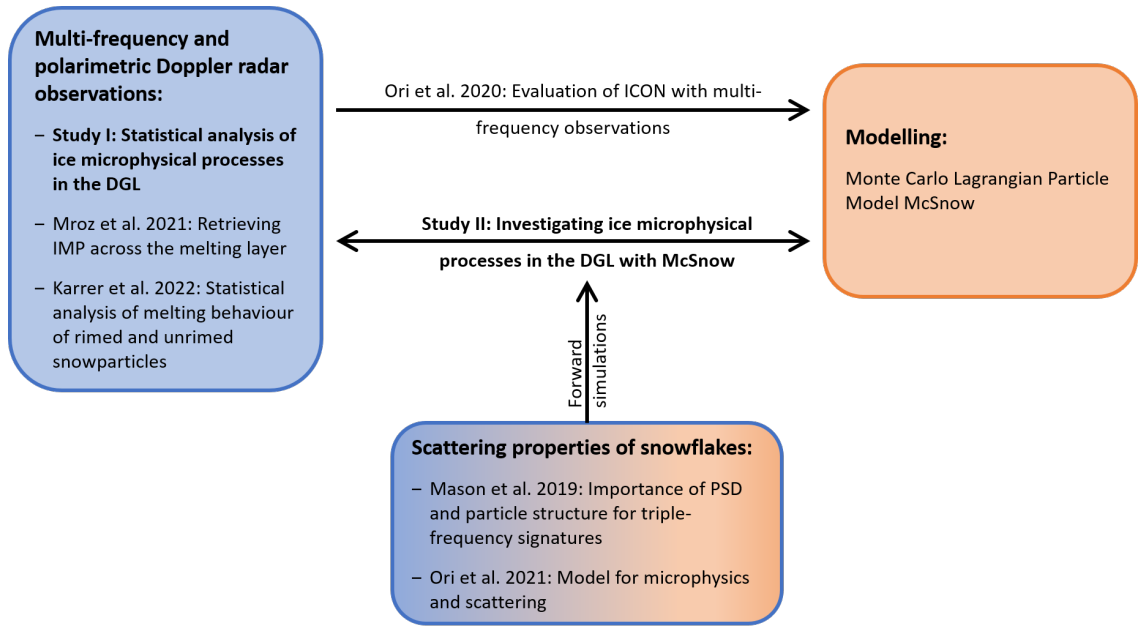 Multi-frequency and
polarimetric Doppler radar
observations:
– Study I: Statistical analysis of
ice microphysical processes
in the DGL
– Mroz et al. 2021: Retrieving
IMP across the melting layer
– Karrer et al. 2022: Statistical
analysis of melting behaviour
of rimed and unrimed
snowparticles
Ori et al. 2020: Evaluation of ICON with multi-
frequency observations
Study II: Investigating ice microphysical
processes in the DGL with McSnow
Modelling:
Monte Carlo Lagrangian Particle
Model McSnow
Forward
simulations
Scattering properties of snowflakes:
– Mason et al. 2019: Importance of PSD
and particle structure for triple-
frequency signatures
– Ori et al. 2021: Model for microphysics
and scattering